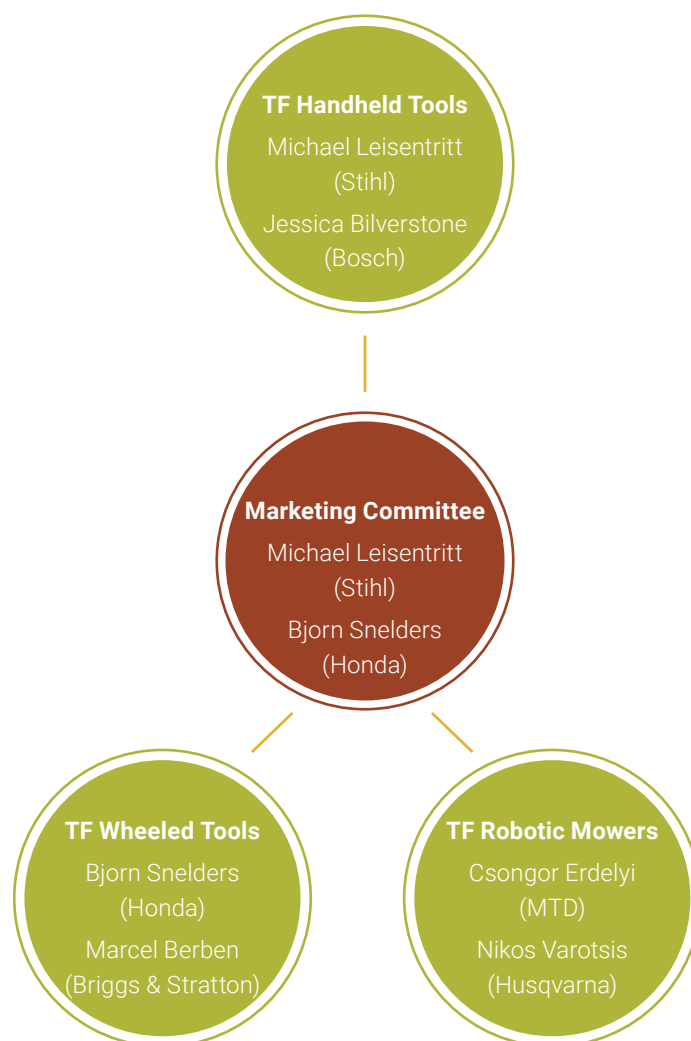 TF Handheld Tools
Michael Leisentritt
(Stihl)
Jessica Bilverstone
(Bosch)
Marketing Committee
Michael Leisentritt
(Stihl)
Bjorn Snelders
(Honda)
TF Wheeled Tools
Bjorn Snelders
(Honda)
Marcel Berben
(Briggs & Stratton)
TF Robotic Mowers
Csongor Erdelyi
(MTD)
Nikos Varotsis
(Husqvarna)